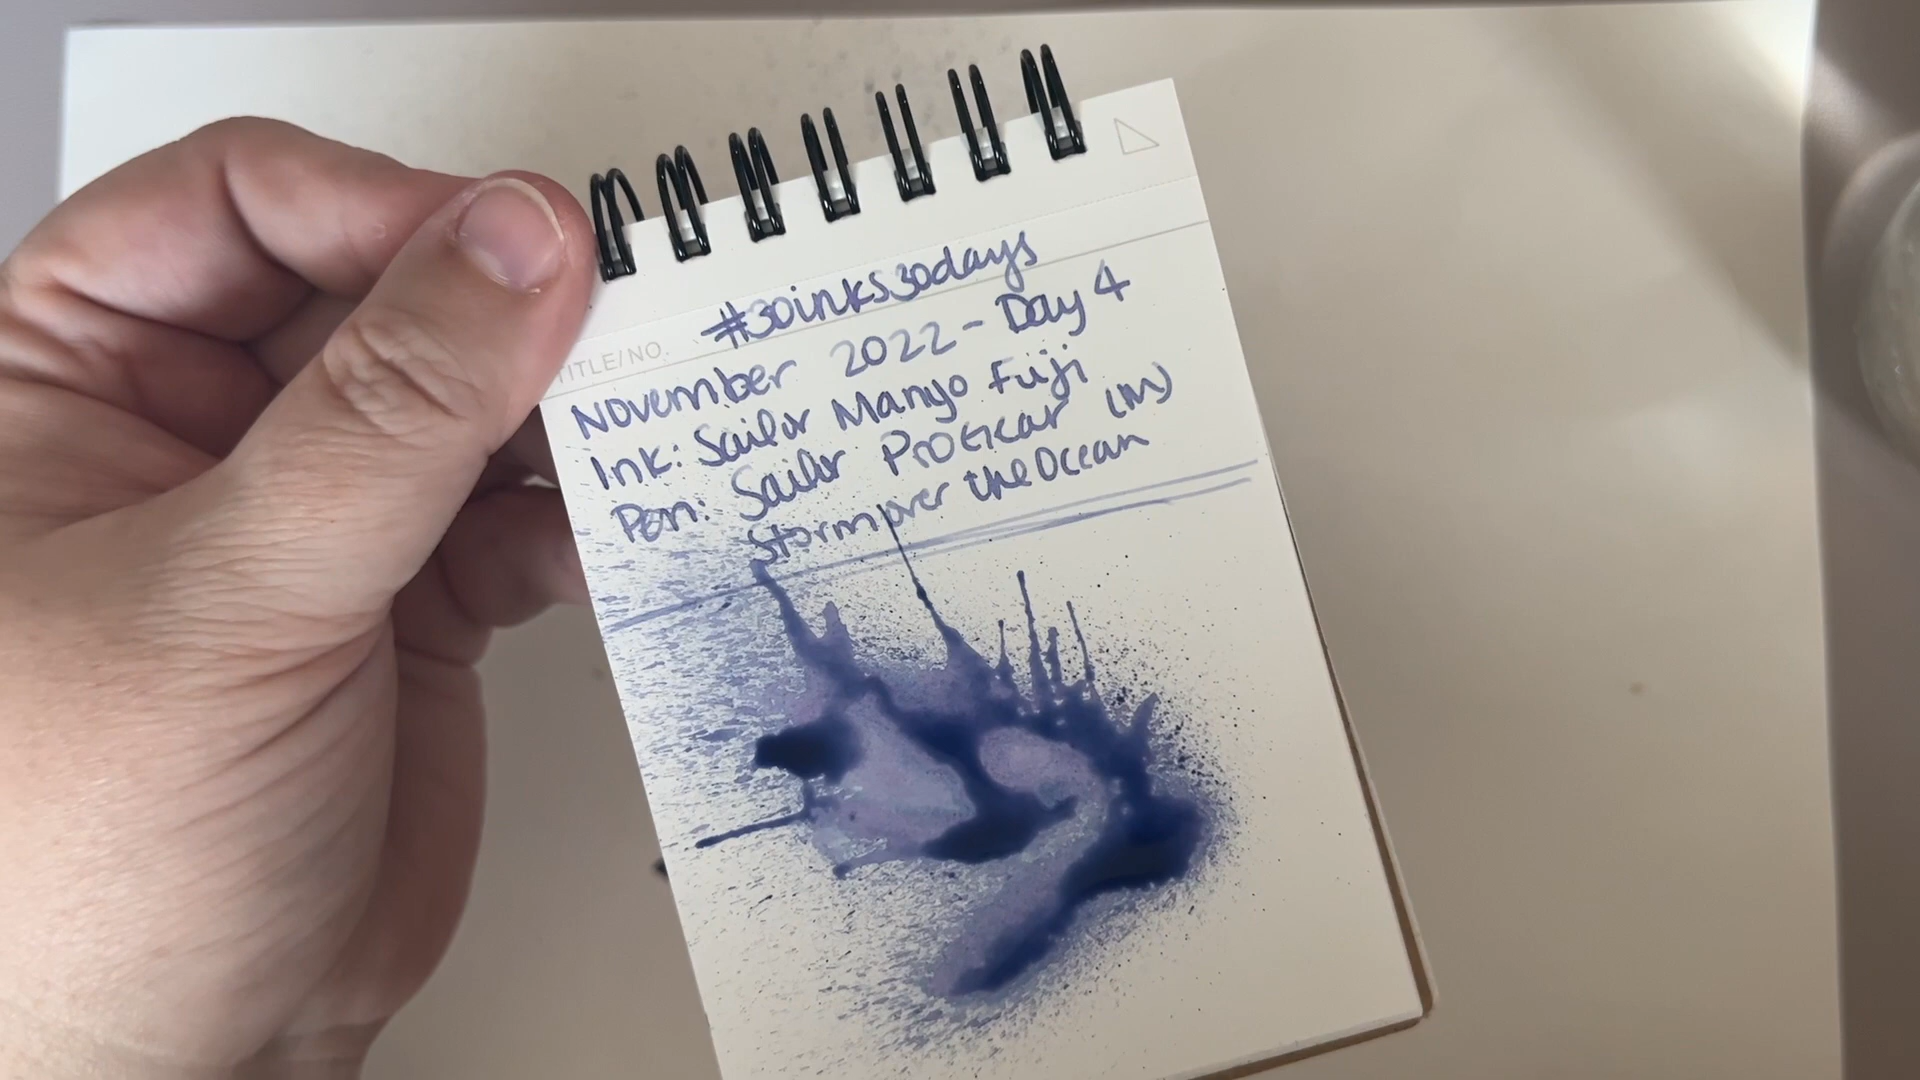 #30inks30days
TITLE/NO.
November 2022 - Day 4
Ink: Sailor Manyo Fuji
Pen: Sailor ProGear (M)
Storm over the Ocean